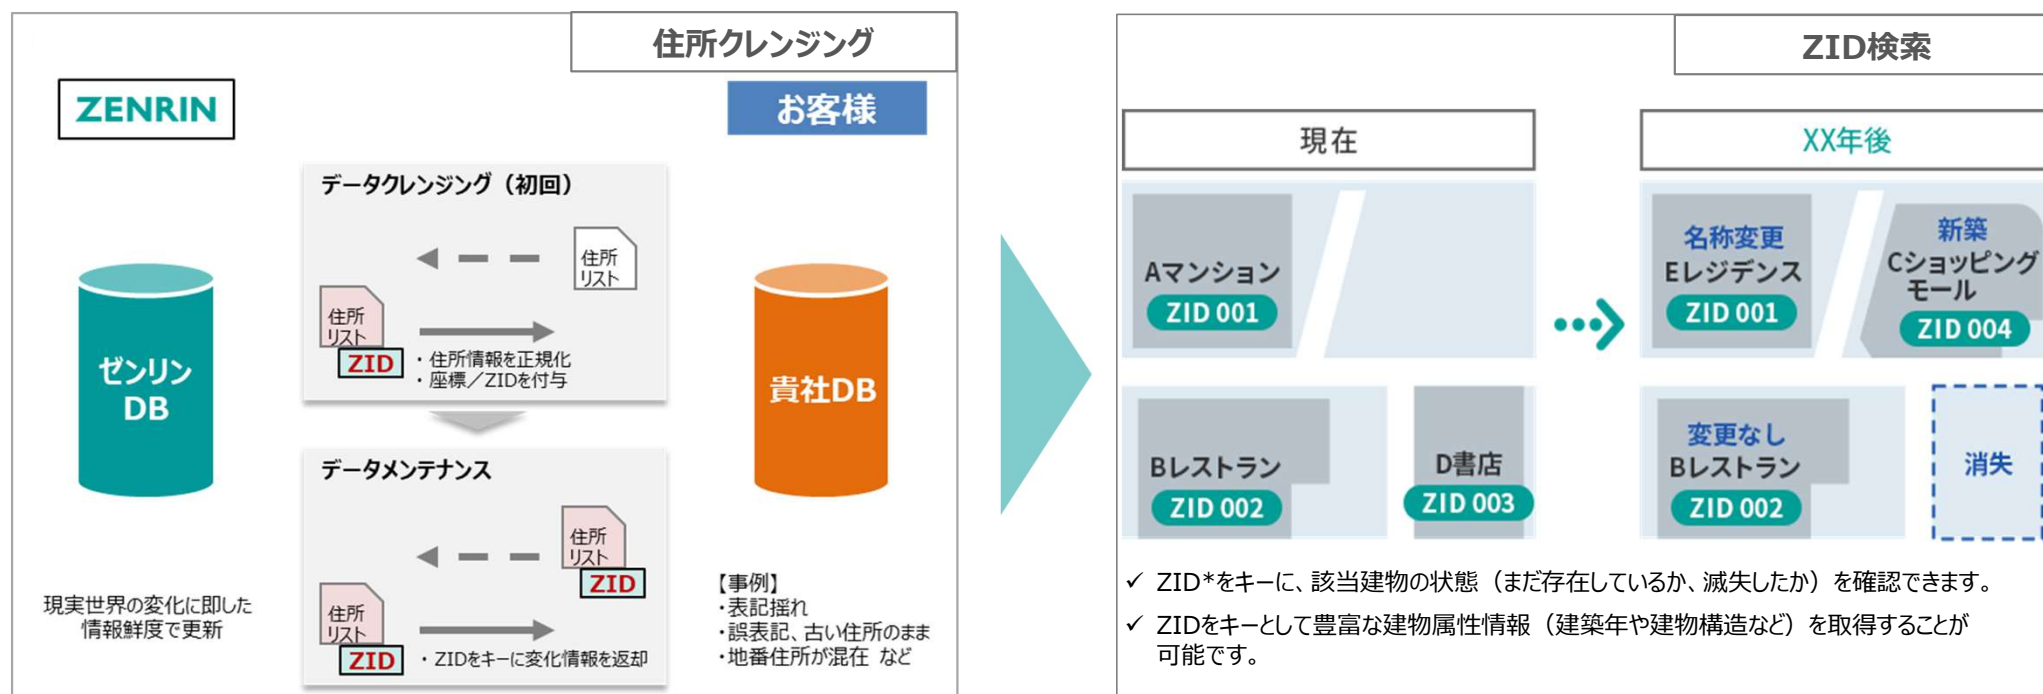 住所クレンジング
ZENRIN
お客様
データクレンジング（初回）
住所
リスト
住所
リスト
ZID
・住所情報を正規化
・座標／ZIDを付与
ゼンリン
DB
貴社DB
データメンテナンス
住所
リスト
ZID
住所
リスト
ZID
・ZIDをキーに変化情報を返却
現実世界の変化に即した
情報鮮度で更新
【事例】
・表記揺れ
・誤表記、古い住所のまま
・地番住所が混在 など
ZID検索
現在
XX年後
Aマンション
ZID 001
名称変更
Eレジデンス
ZID 001
新築
Cショッピング
モール
ZID 004
Bレストラン
ZID 002
D書店
ZID 003
変更なし
Bレストラン
ZID 002
消失
✓ ZID*をキーに、該当建物の状態（まだ存在しているか、滅失したか）を確認できます。
✓ ZIDをキーとして豊富な建物属性情報（建築年や建物構造など）を取得することが
可能です。